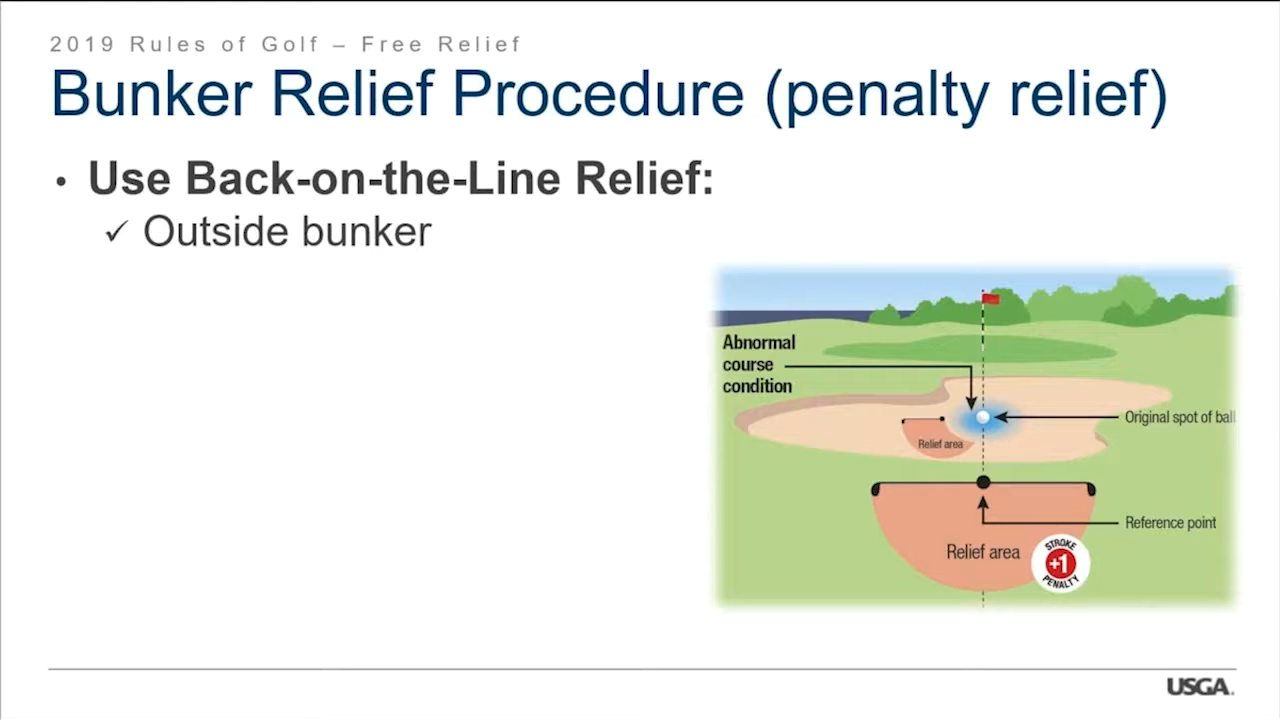 2019 Rules of Golf – Free Relief
Bunker Relief Procedure (penalty relief)
• Use Back-on-the-Line Relief:
✓ Outside bunker
Abnormal
course
condition
Original spot of ball
Relief area
Reference point
Relief area
STROKE
+1
PENALTY
USGA.